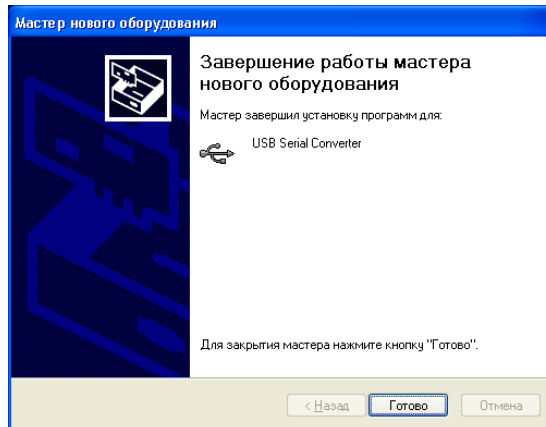 Мастер нового оборудования
Завершение работы мастера
нового оборудования
Мастер завершил установку программ для:
USB Serial Converter
Для закрытия мастера нажмите кнопку "Готово".
< Назад
Готово
Отмена